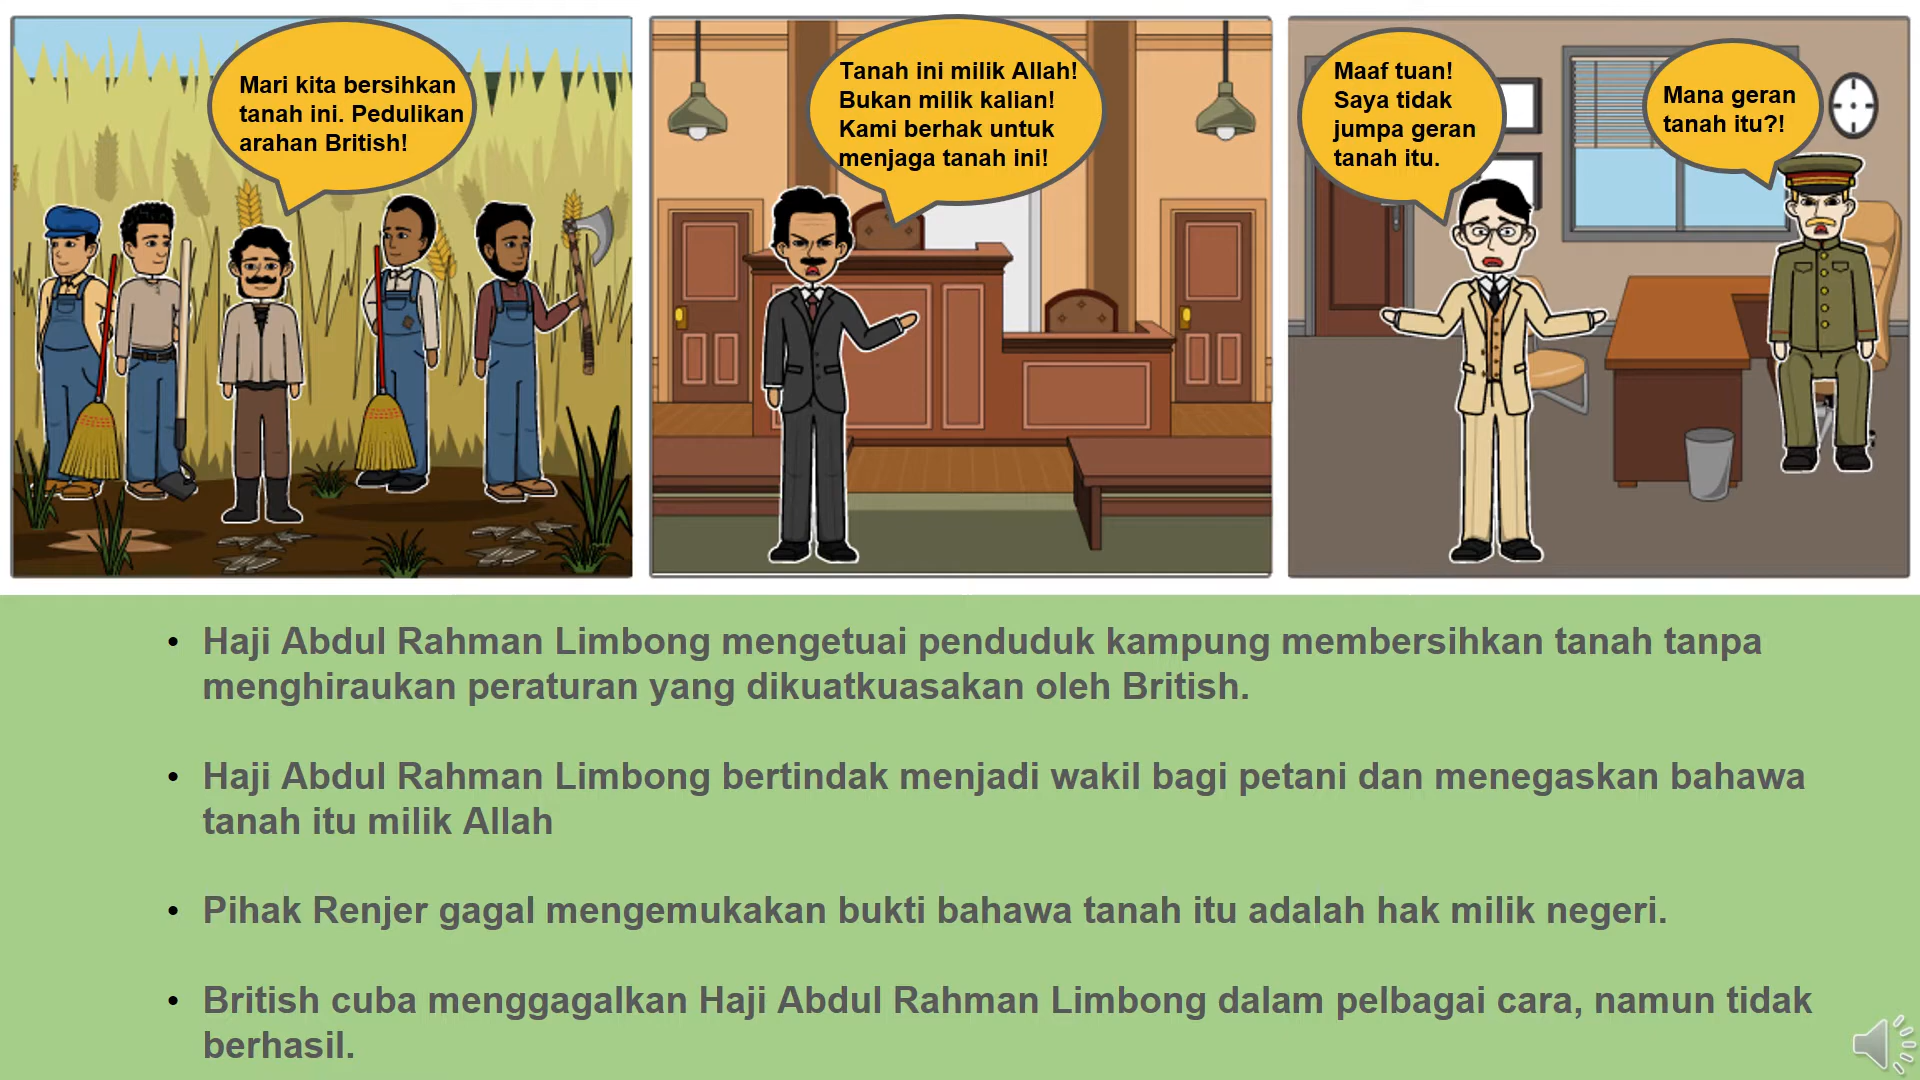 Mari kita bersihkan
tanah ini. Pedulikan
arahan British!
Tanah ini milik Allah!
Bukan milik kalian!
Kami berhak untuk
menjaga tanah ini!
Maaf tuan!
Saya tidak
jumpa geran
tanah itu.
Mana geran
tanah itu?!
• Haji Abdul Rahman Limbong mengetuai penduduk kampung membersihkan tanah tanpa
menghiraukan peraturan yang dikuatkuasakan oleh British.
• Haji Abdul Rahman Limbong bertindak menjadi wakil bagi petani dan menegaskan bahawa
tanah itu milik Allah
• Pihak Renjer gagal mengemukakan bukti bahawa tanah itu adalah hak milik negeri.
• British cuba menggagalkan Haji Abdul Rahman Limbong dalam pelbagai cara, namun tidak
berhasil.